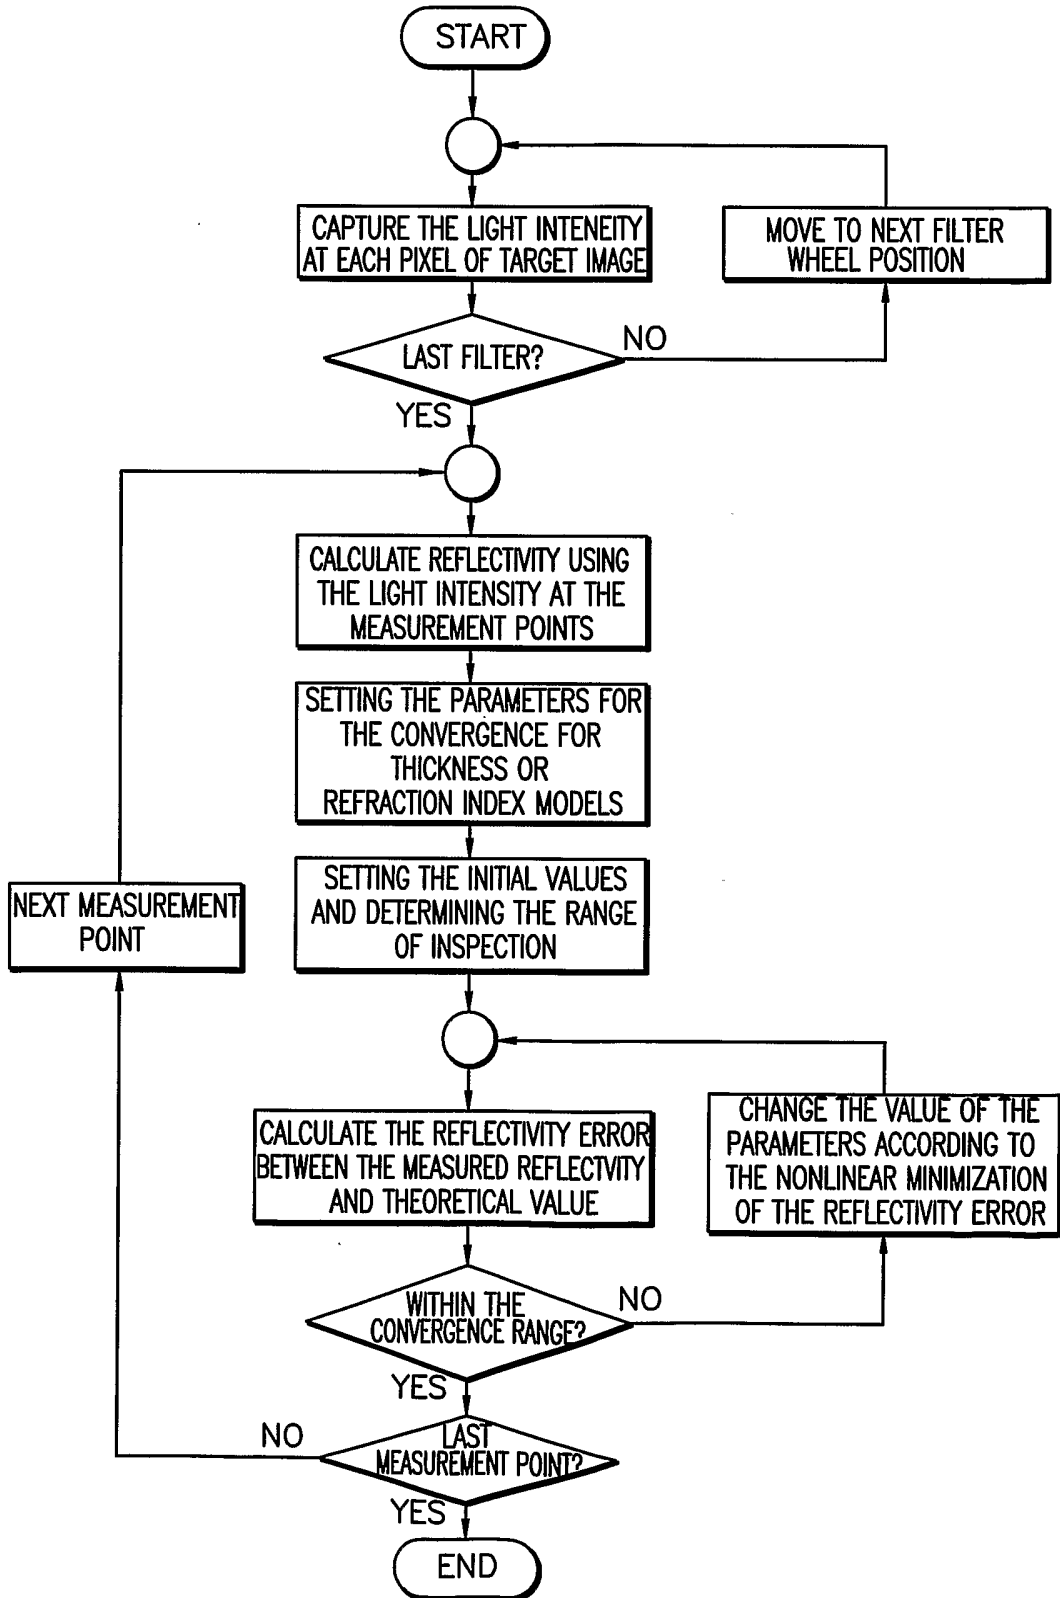 START
CAPTURE THE LIGHT INTENEITY
AT EACH PIXEL OF TARGET IMAGE
MOVE TO NEXT FILTER
WHEEL POSITION
LAST FILTER?
NO
YES
CALCULATE REFLECTIVITY USING
THE LIGHT INTENSITY AT THE
MEASUREMENT POINTS
SETTING THE PARAMETERS FOR
THE CONVERGENCE FOR
THICKNESS OR
REFRACTION INDEX MODELS
SETTING THE INITIAL VALUES
AND DETERMINING THE RANGE
OF INSPECTION
NEXT MEASUREMENT
POINT
CALCULATE THE REFLECTIVITY ERROR
BETWEEN THE MEASURED REFLECTVITY
AND THEORETICAL VALUE
CHANGE THE VALUE OF THE
PARAMETERS ACCORDING TO
THE NONLINEAR MINIMIZATION
OF THE REFLECTIVITY ERROR
WITHIN THE
CONVERGENCE RANGE?
NO
YES
LAST
MEASUREMENT POINT?
NO
YES
END